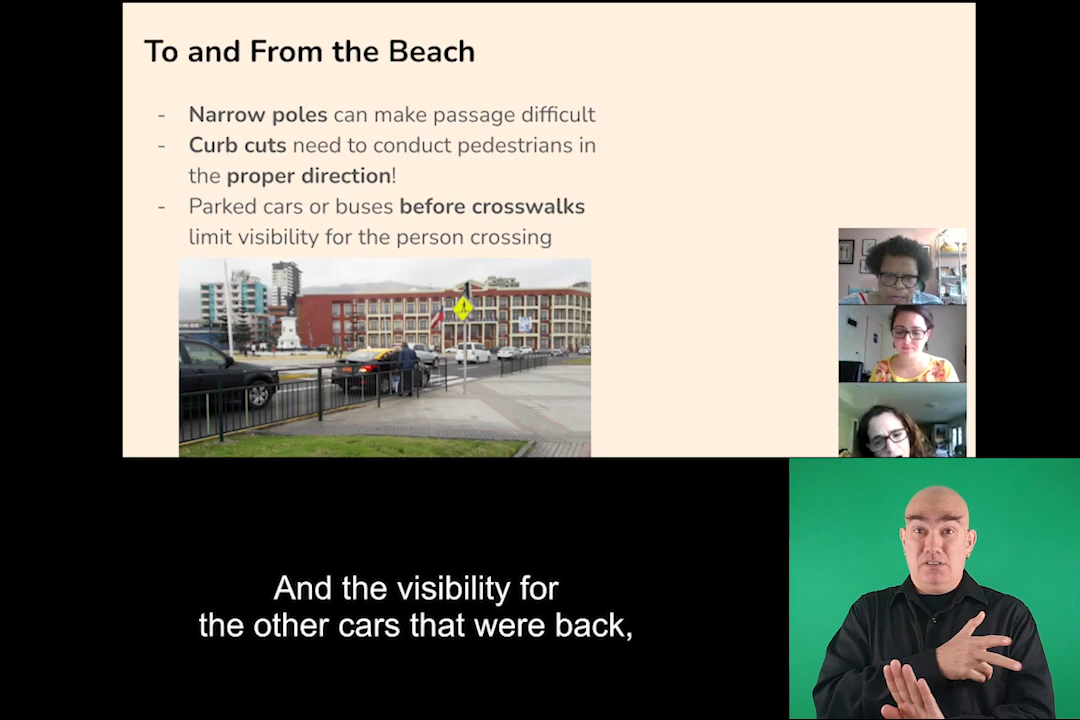 To and From the Beach
- Narrow poles can make passage difficult
- Curb cuts need to conduct pedestrians in
the proper direction!
- Parked cars or buses before crosswalks
limit visibility for the person crossing
And the visibility for
the other cars that were back,